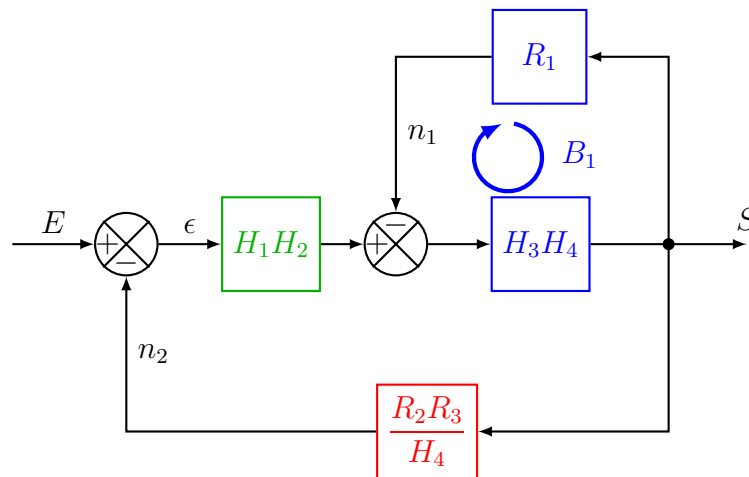 R₁
n₁
B₁
E
ϵ
H₁H₂
H₃H₄
S
+
−
+
−
n₂
R₂R₃
H₄